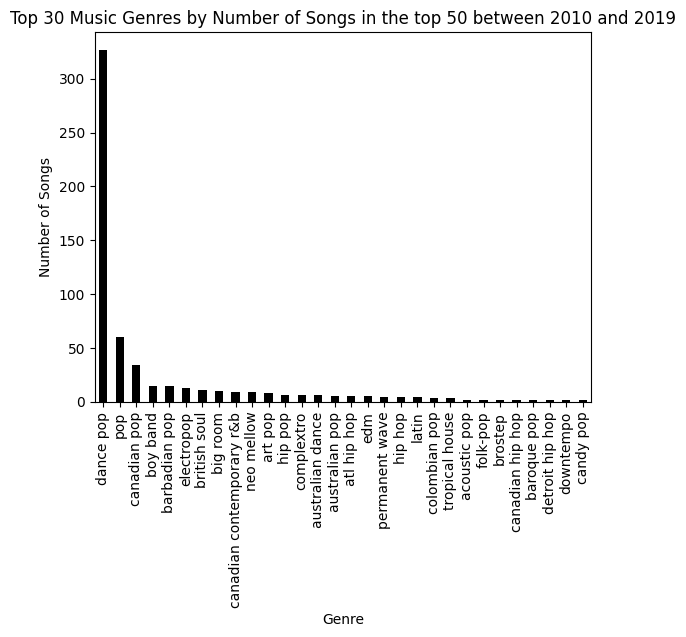 Top 30 Music Genres by Number of Songs in the top 50 between 2010 and 2019
Number of Songs
300
250
200
150
100
50
0
dance pop
pop
canadian pop
boy band
barbadian pop
electropop
british soul
big room
canadian contemporary r&b
neo mellow
art pop
hip pop
complextro
australian dance
australian pop
atl hip hop
edm
permanent wave
hip hop
latin
colombian pop
tropical house
acoustic pop
folk-pop
brostep
canadian hip hop
baroque pop
detroit hip hop
downtempo
candy pop
Genre